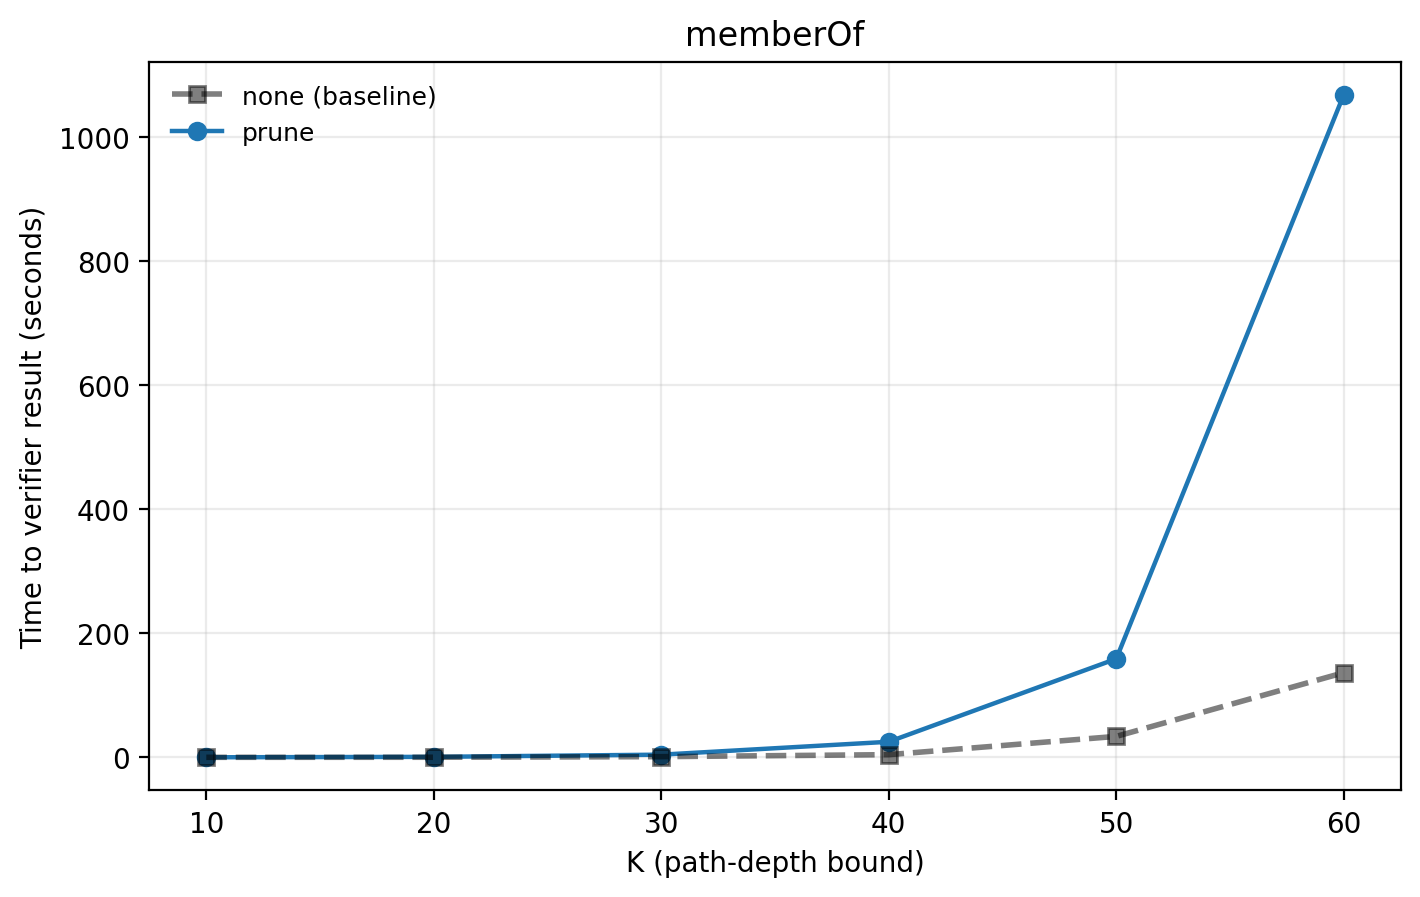 memberOf
none (baseline)
prune
Time to verifier result (seconds)
1000
800
600
400
200
0
10 20 30 40 50 60
K (path-depth bound)